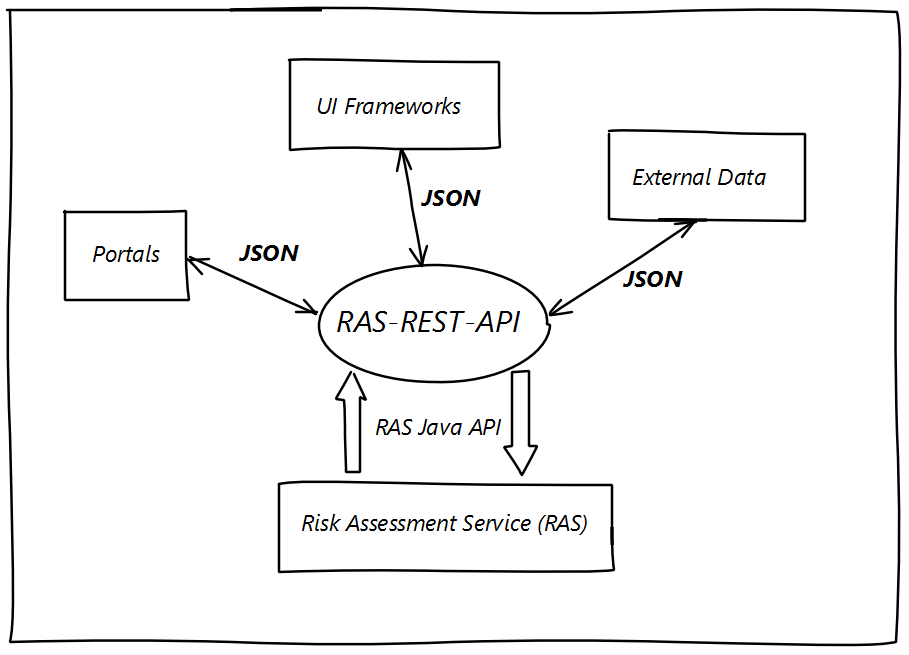 UI Frameworks
External Data
JSON
Portals
JSON
JSON
RAS-REST-API
RAS Java API
Risk Assessment Service (RAS)